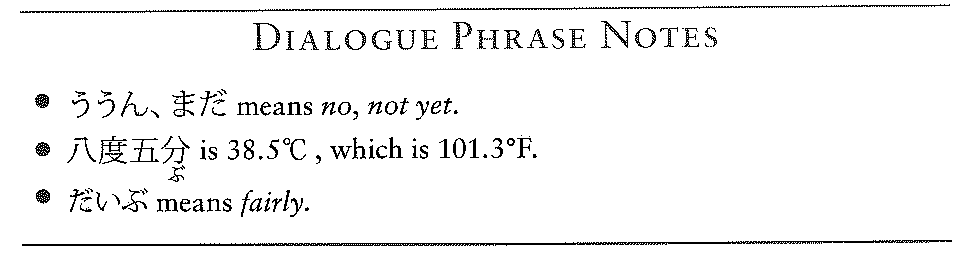 DIALOGUE PHRASE NOTES
• ううん、まだ means no, not yet.
• 八度五分 is 38.5℃ , which is 101.3°F.
ぶ
• だいぶ means fairly.